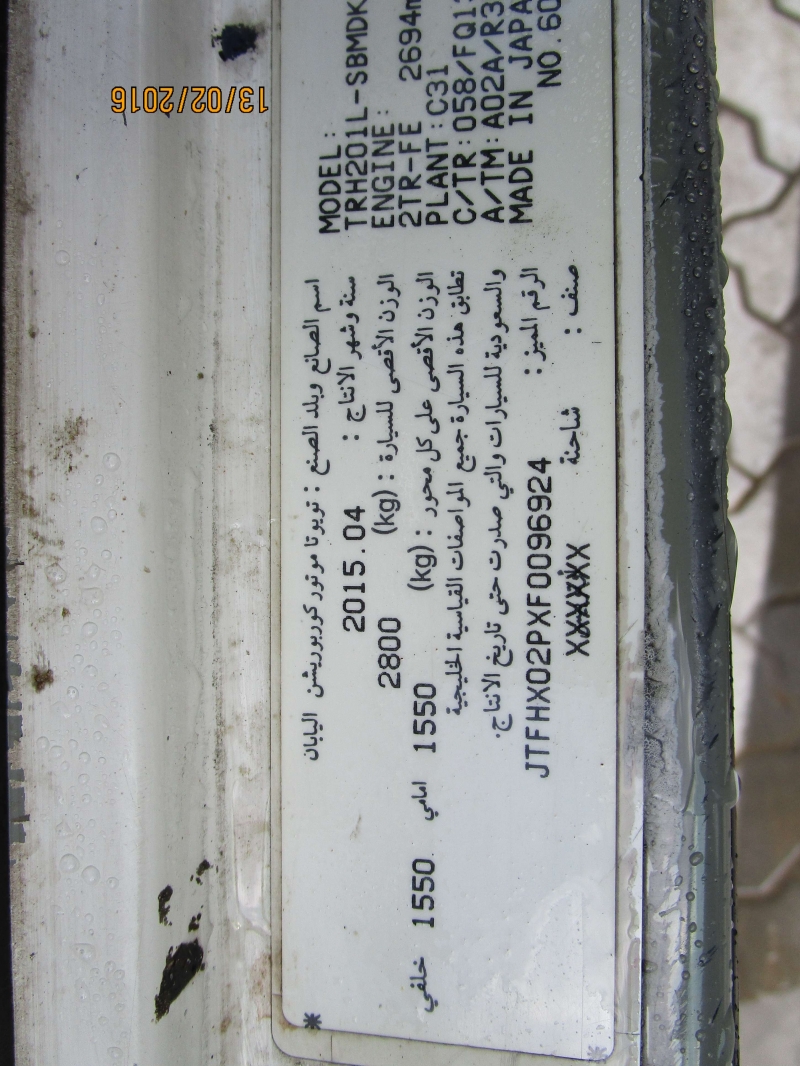 13/02/2016
MODEL:
TRH201L-SBMDK
ENGINE:
2TR-FE 2694
PLANT:C31
C/TR:058/FQ13
A/TM:A02A/R3
MADE IN JAPA
NO.60
اسم الصانع وبلد الصنع : تويوتا موتور كوربوريشن اليابان
سنة وشهر الانتاج : 2015.04
الوزن الأقصى للسيارة : (kg) 2800
الوزن الأقصى على كل محور : (kg) 1550 امامي 1550 خلفي
تطابق هذه السيارة جميع المواصفات القياسية الخليجية
والسعودية للسيارات والتي صدرت حتى تاريخ الانتاج.
الرقم المميز : JTFHX02PXF0096924
صنف : شاحنة XXXXXX